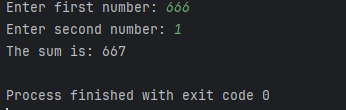 Enter first number: 666
Enter second number: 1
The sum is: 667
Process finished with exit code 0